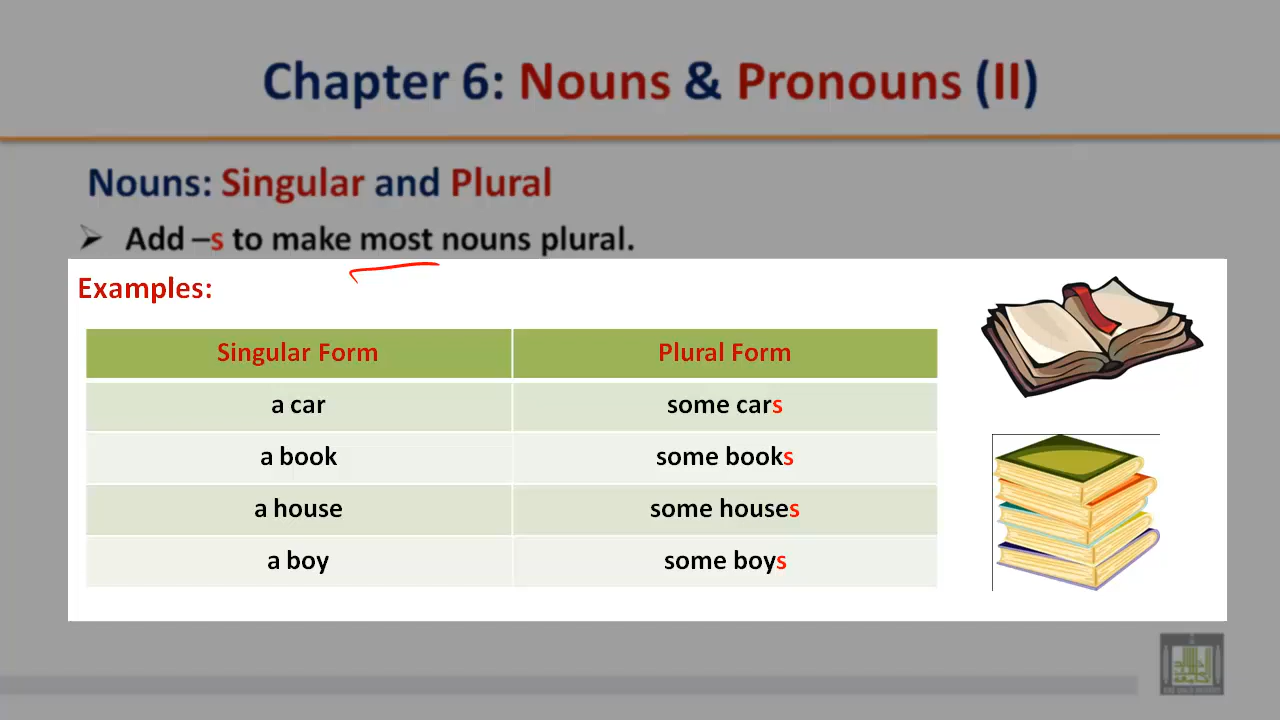 Chapter 6: Nouns & Pronouns (II)
Nouns: Singular and Plural
➢ Add –s to make most nouns plural.
Examples:
Singular Form Plural Form
a car some cars
a book some books
a house some houses
a boy some boys